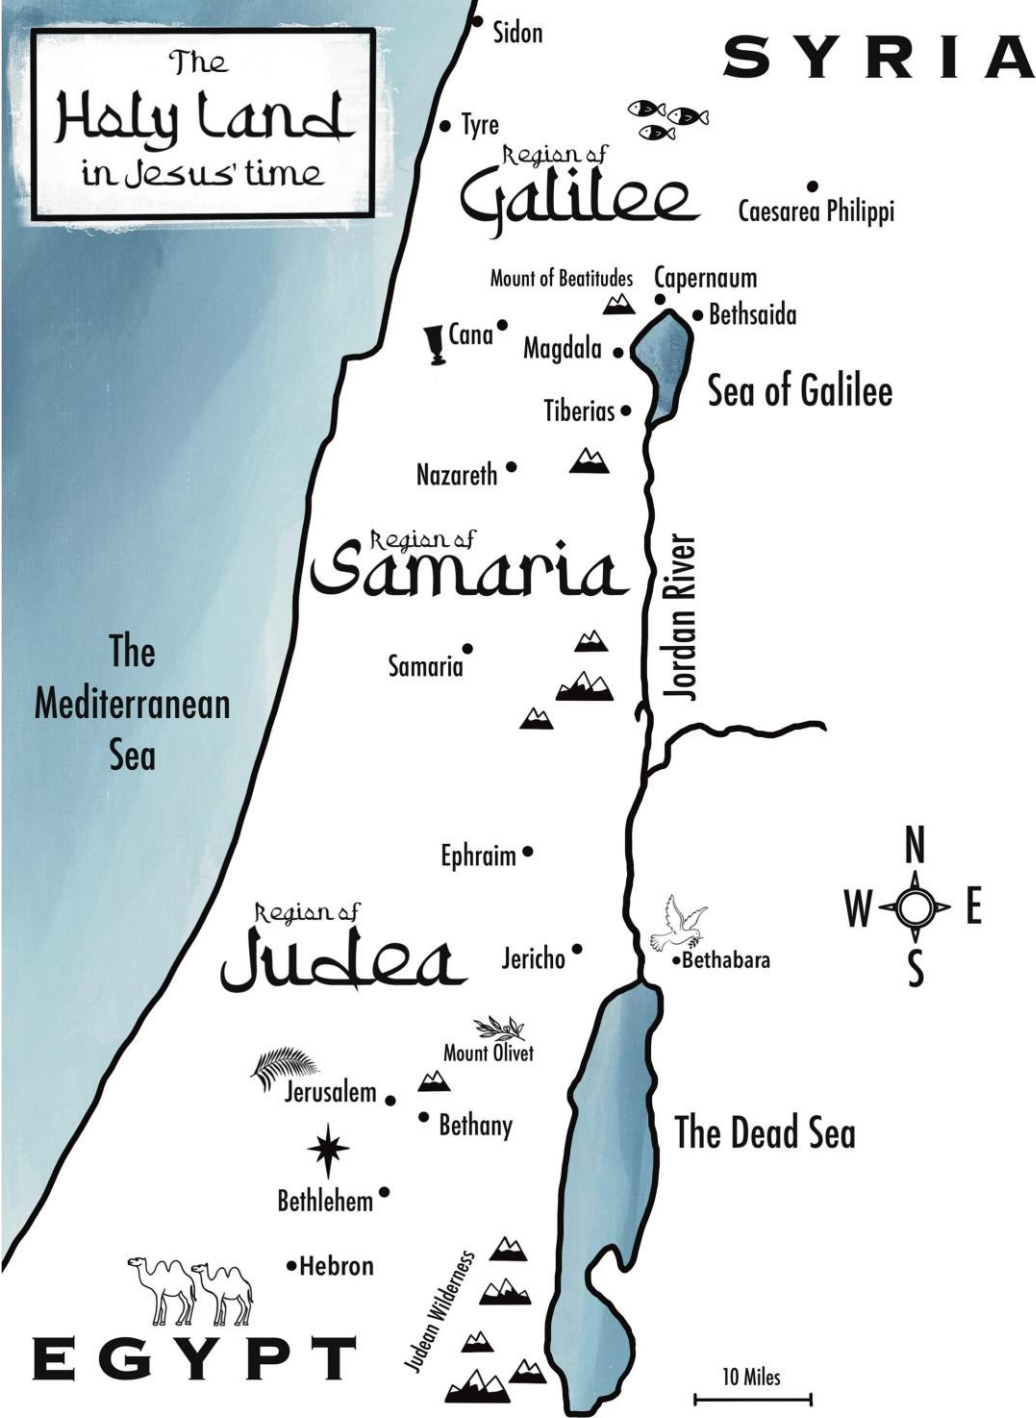 The
Holy Land
in Jesus' time
Sidon
SYRIA
Tyre
Region of
Galilee
Caesarea Philippi
Mount of Beatitudes
Capernaum
Bethsaida
Cana
Magdala
Sea of Galilee
Tiberias
Nazareth
Region of
Samaria
Jordan River
The
Mediterranean
Sea
Samaria
Ephraim
N
W
E
S
Region of
Judea
Jericho
Bethabara
Mount Olivet
Jerusalem
Bethany
The Dead Sea
Bethlehem
Hebron
Judean Wilderness
EGYPT
10 Miles